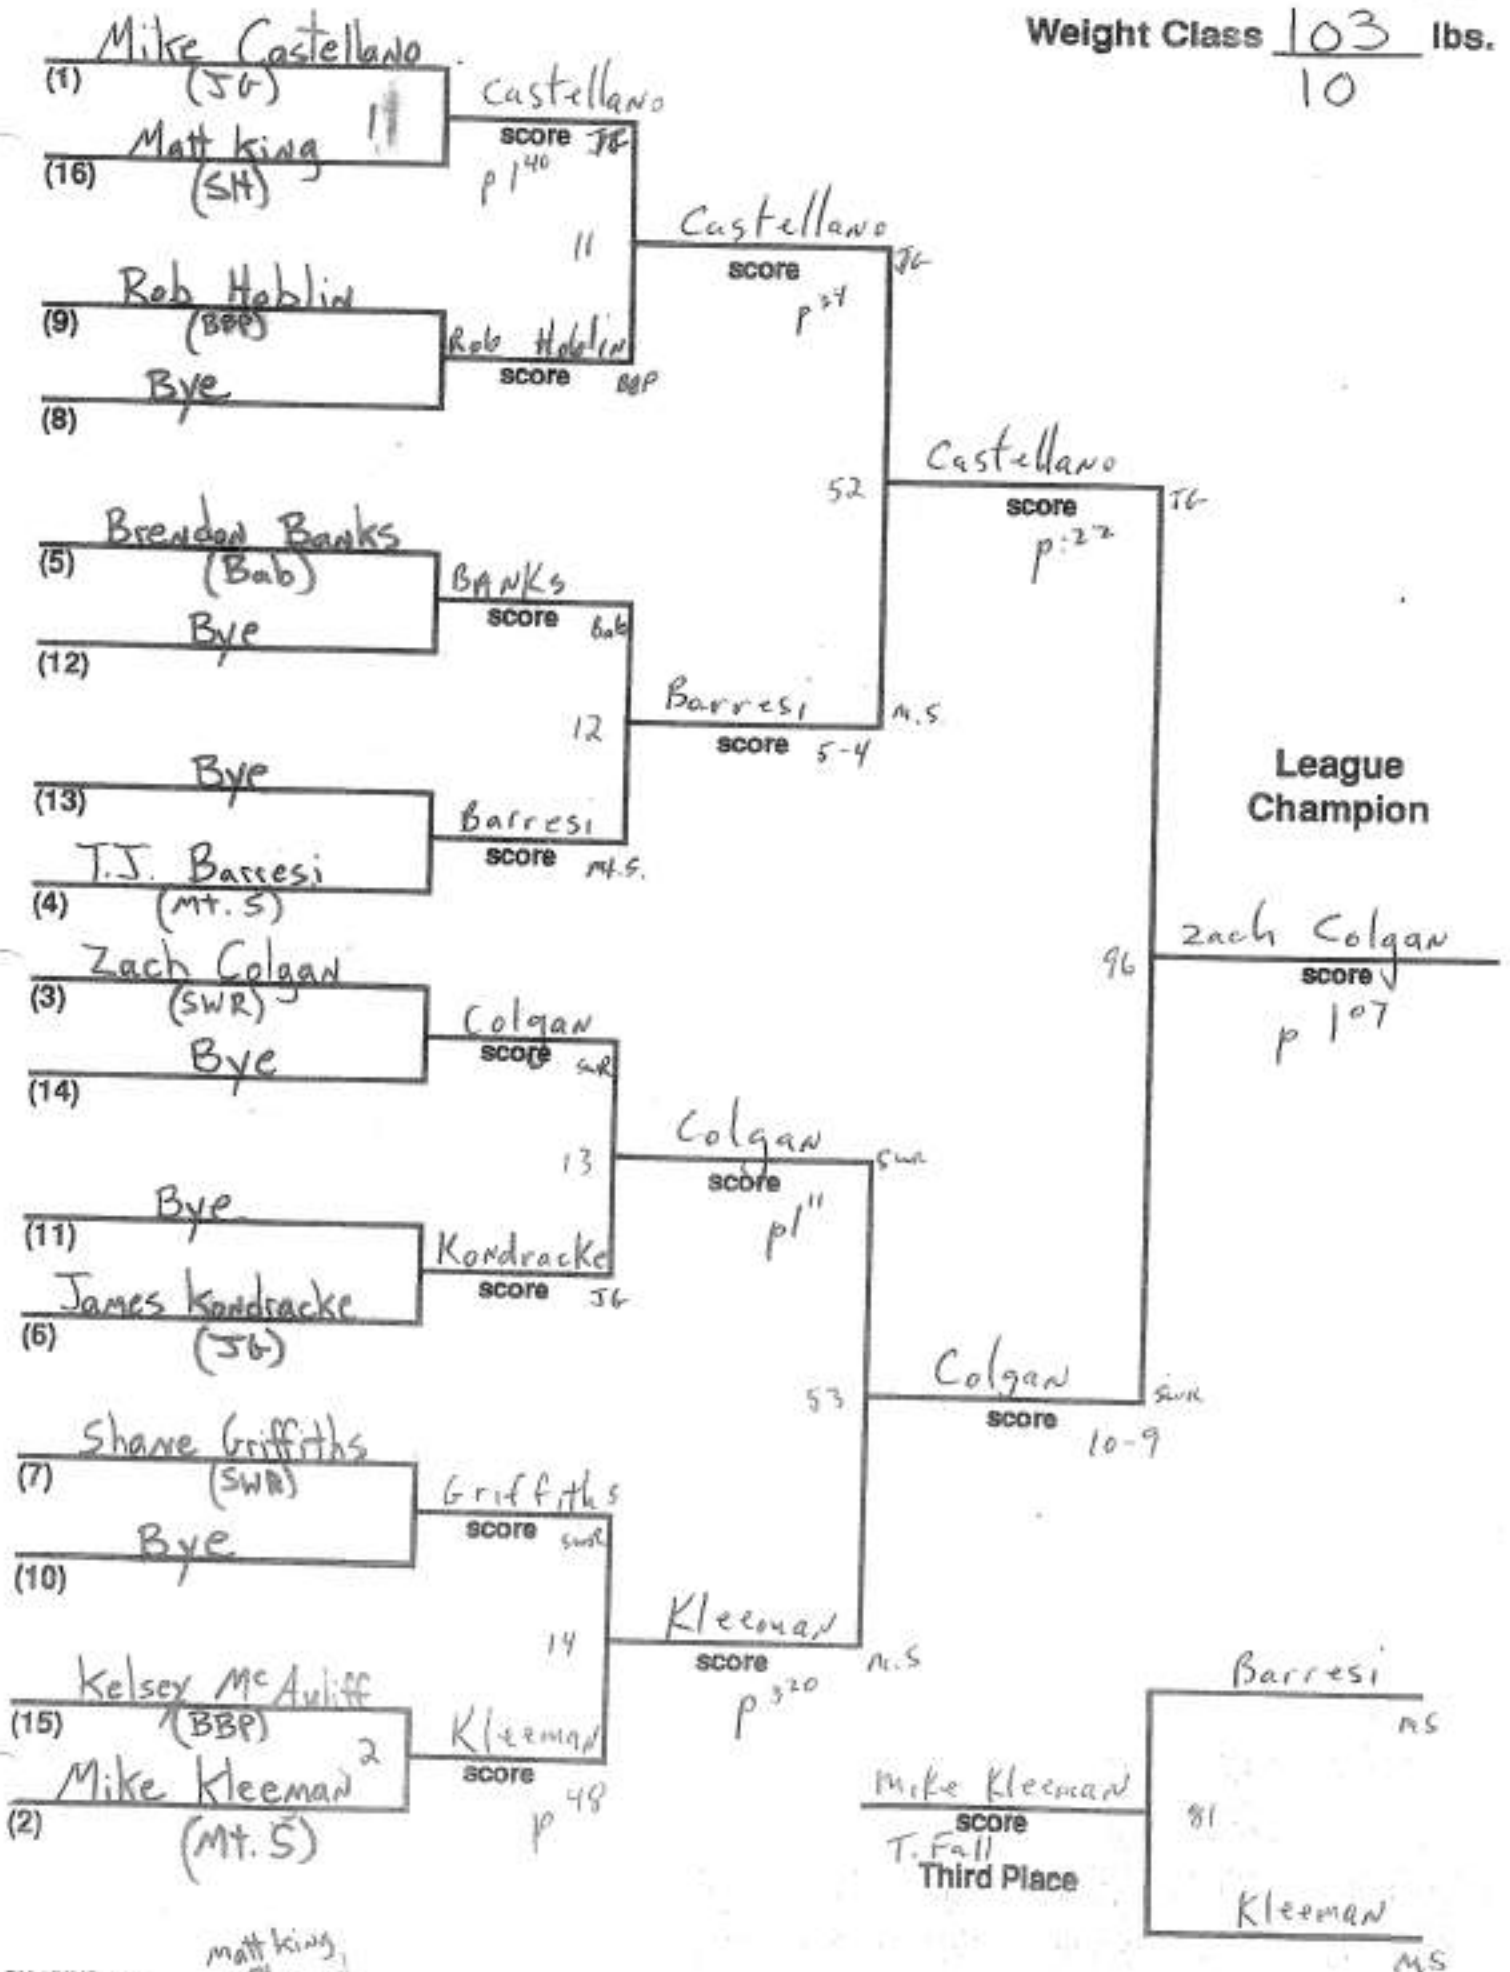 Weight Class 103 lbs.
10
Mike Castellano
(1) (JG)
Matt King
(16) (SH)
1
Castellano
score JG
p 1 40
Rob Hoblin
(9) (BBP)
Bye
(8)
Rob Hoblin
score BBP
11
Castellano
score JG
p 34
Brendan Banks
(5) (Bab)
Bye
(12)
BANKS
score Bab
Bye
(13)
T.J. Barresi
(4) (Mt. S)
Barresi
score Mt.S.
12
Barresi M.S.
score 5-4
52
Castellano
score JG
p:22
Zach Colgan
(3) (SWR)
Bye
(14)
Colgan
score SWR
Bye
(11)
James Kondracke
(6) (JG)
Kondracke
score JG
13
Colgan SWR
score
p1 11
Shane Griffiths
(7) (SWR)
Bye
(10)
Griffiths
score SWR
Kelsey McAuliff
(15) (BBP)
Mike Kleeman
(2) (Mt. S)
2
Kleeman
score
p 48
14
Kleeman M.S
score
p 3 20
53
Colgan SWR
score 10-9
96
League
Champion
Zach Colgan
score
p 1 07
Barresi
MS
Mike Kleeman
score
T. Fall
Third Place
81
Kleeman
MS
Matt King